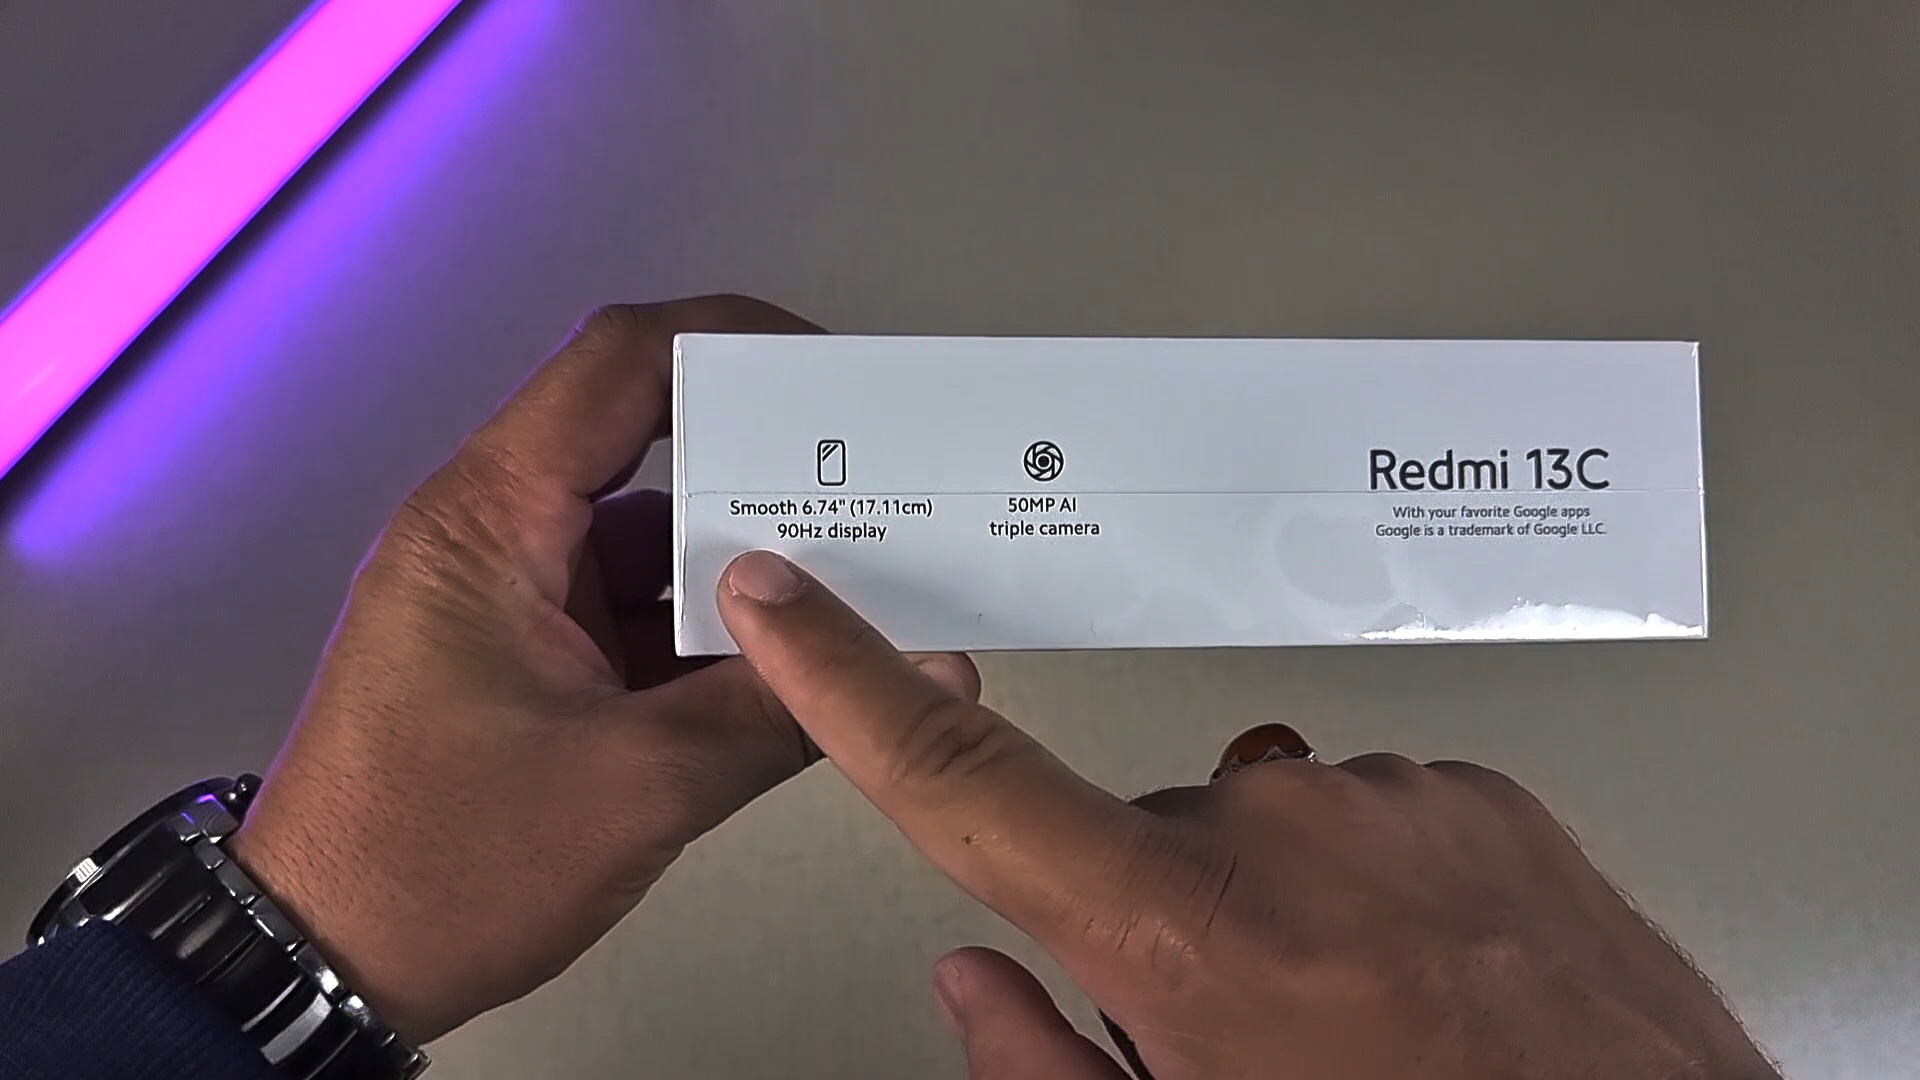 Smooth 6.74" (17.11cm)
90Hz display
50MP AI
triple camera
Redmi 13C
With your favorite Google apps
Google is a trademark of Google LLC.